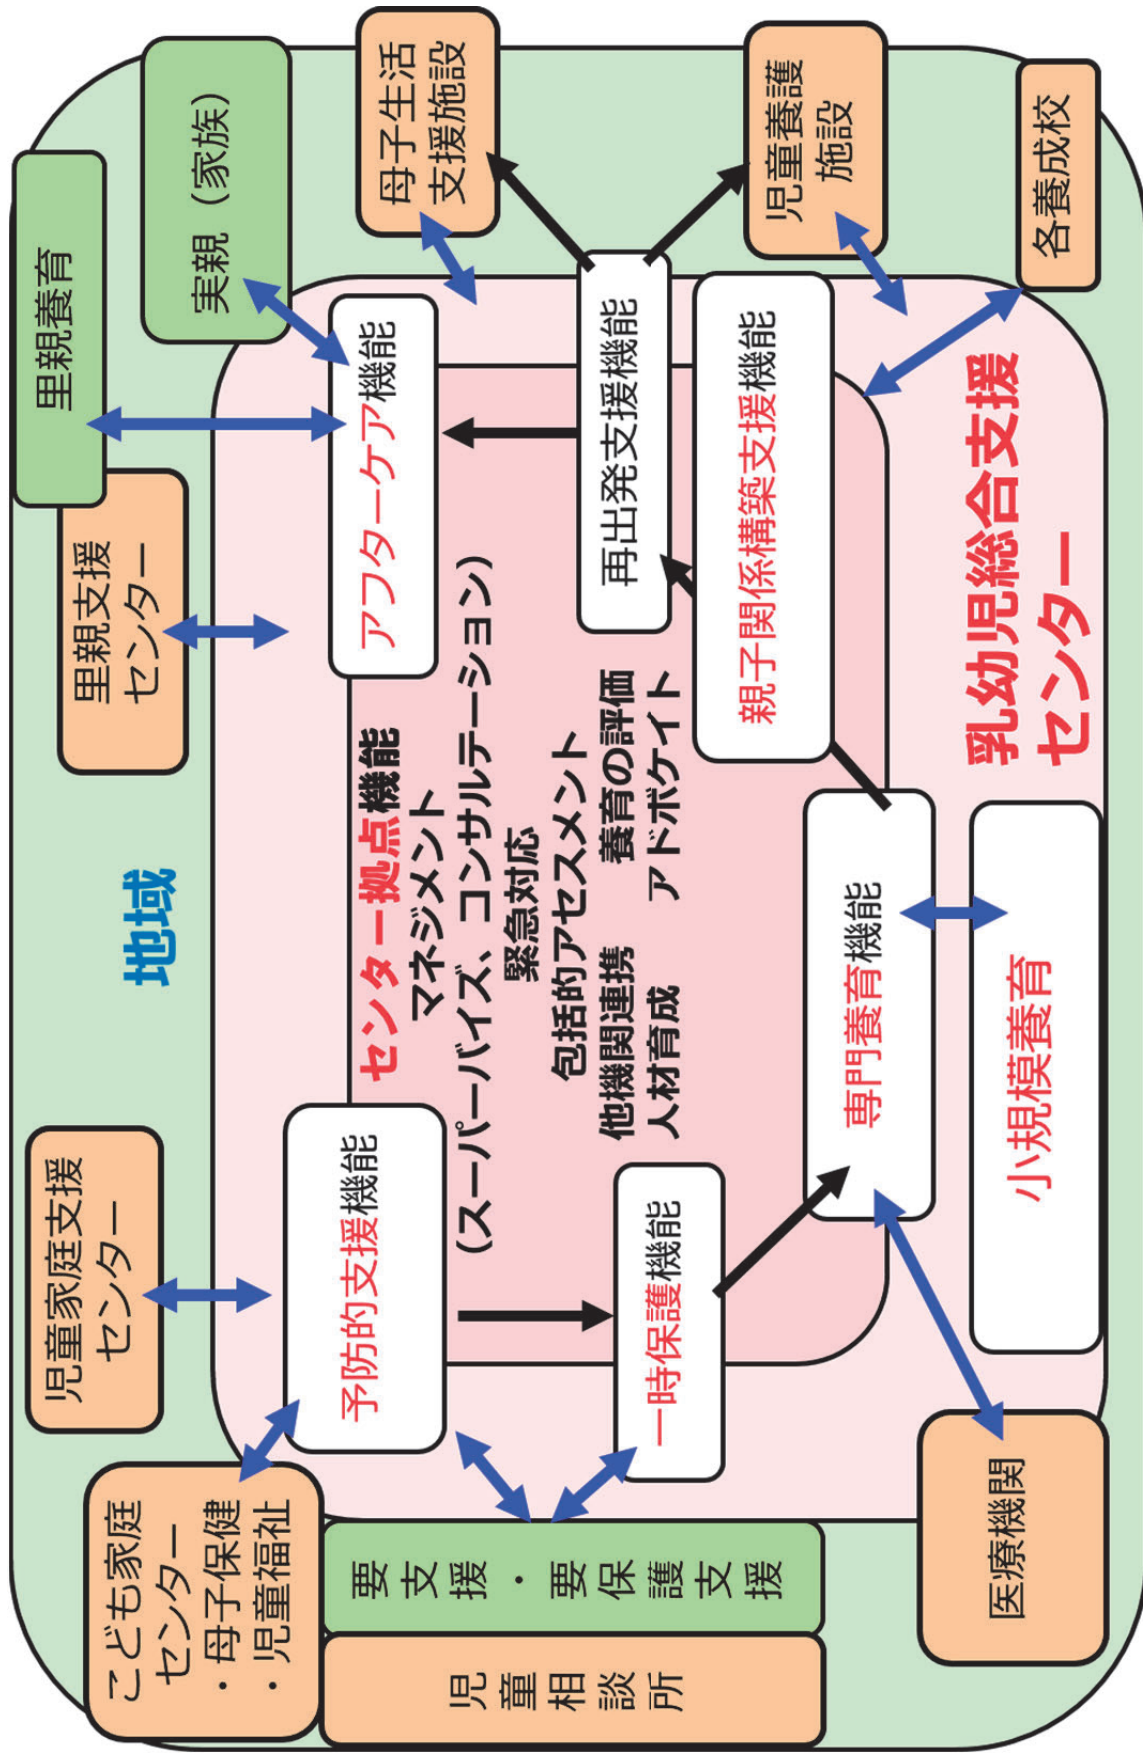 地域
こども家庭
センター
・母子保健
・児童福祉
児童家庭支援
センター
里親支援
センター
里親養育
実親（家族）
母子生活
支援施設
児童養護
施設
各養成校
児童相談所
要支援・要保護支援
医療機関
予防的支援機能
アフターケア機能
センター拠点機能
マネジメント
（スーパーバイズ、コンサルテーション）
緊急対応
包括的アセスメント
他機関連携　養育の評価
人材育成　アドボケイト
一時保護機能
再出発支援機能
専門養育機能
親子関係構築支援機能
小規模養育
乳幼児総合支援
センター